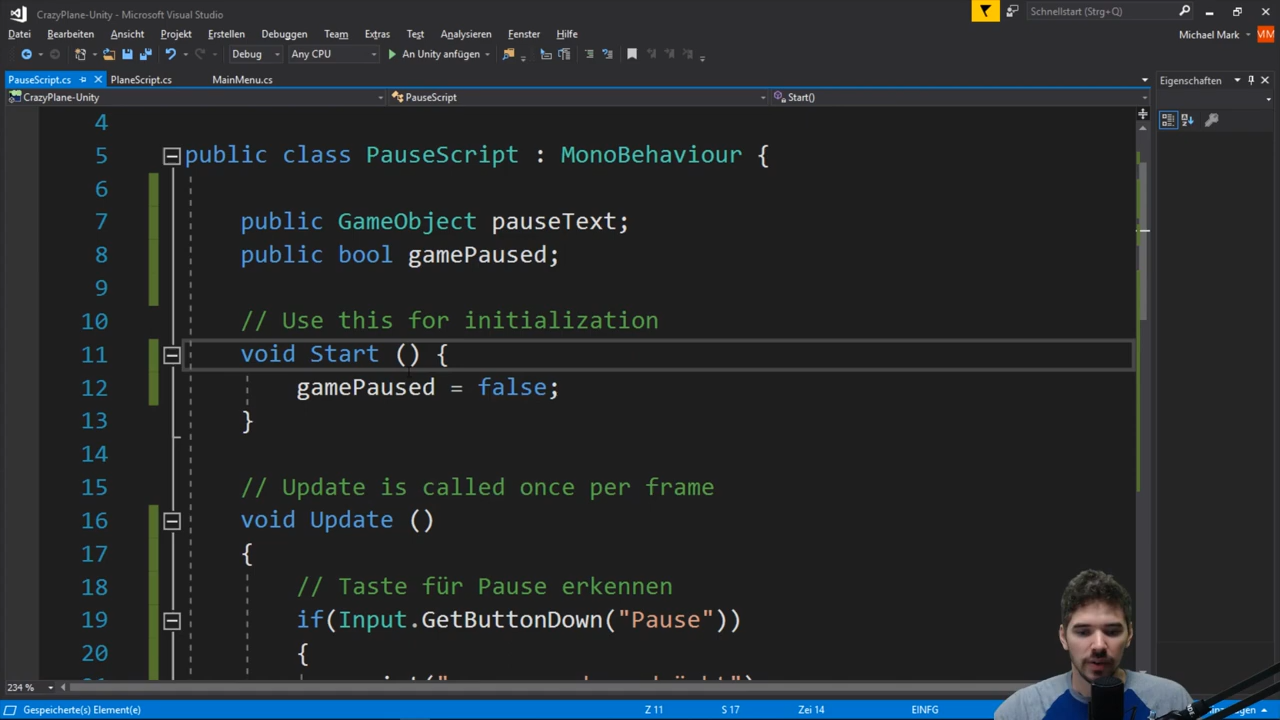 CrazyPlane-Unity - Microsoft Visual Studio
Schnellstart (Strg+Q)
Datei Bearbeiten Ansicht Projekt Erstellen Debuggen Team Extras Test Analysieren Fenster Hilfe
Michael Mark MM
Debug Any CPU An Unity anfügen
PauseScript.cs PlaneScript.cs MainMenu.cs
Eigenschaften
CrazyPlane-Unity PauseScript Start()
4
5 public class PauseScript : MonoBehaviour {
6
7 public GameObject pauseText;
8 public bool gamePaused;
9
10 // Use this for initialization
11 void Start () {
12 gamePaused = false;
13 }
14
15 // Update is called once per frame
16 void Update ()
17 {
18 // Taste für Pause erkennen
19 if(Input.GetButtonDown("Pause"))
20 {
234 %
Gespeicherte(s) Element(e) Z 11 S 17 Zei 14 EINFG